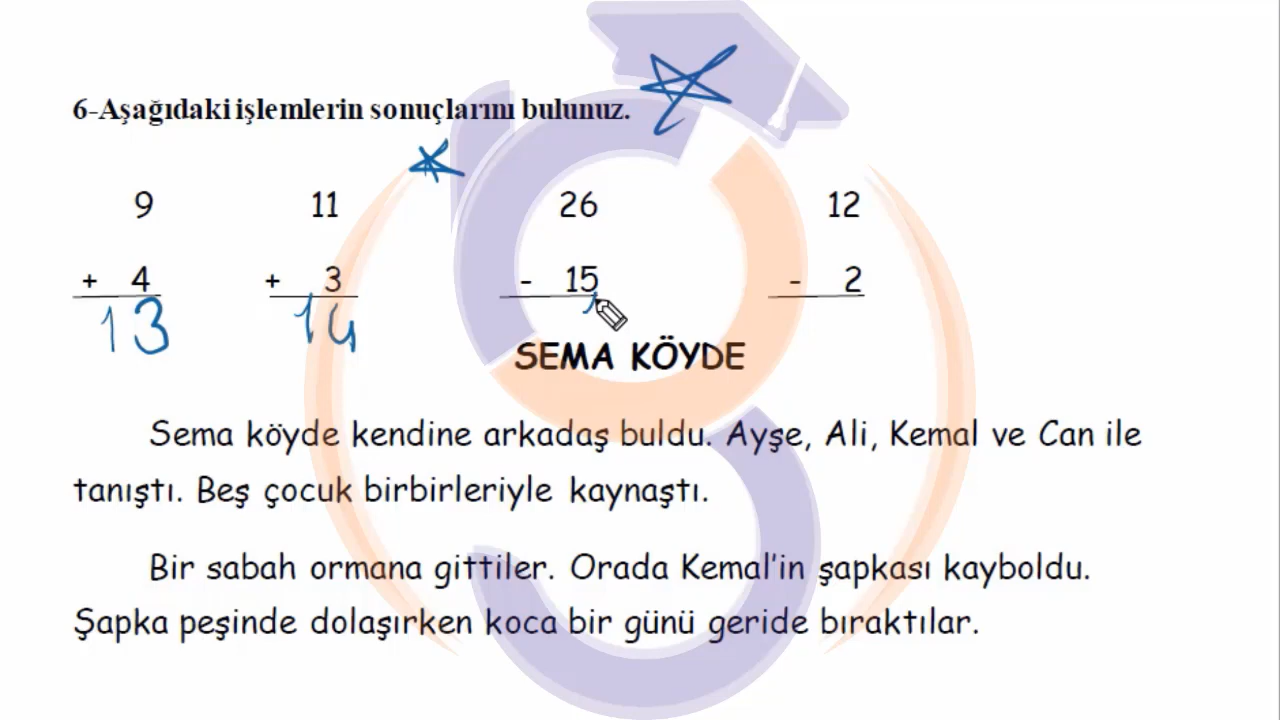 6-Aşağıdaki işlemlerin sonuçlarını bulunuz.
9 11 26 12
+ 4 + 3 - 15 - 2
13 14
SEMA KÖYDE
Sema köyde kendine arkadaş buldu. Ayşe, Ali, Kemal ve Can ile
tanıştı. Beş çocuk birbirleriyle kaynaştı.
Bir sabah ormana gittiler. Orada Kemal'in şapkası kayboldu.
Şapka peşinde dolaşırken koca bir günü geride bıraktılar.